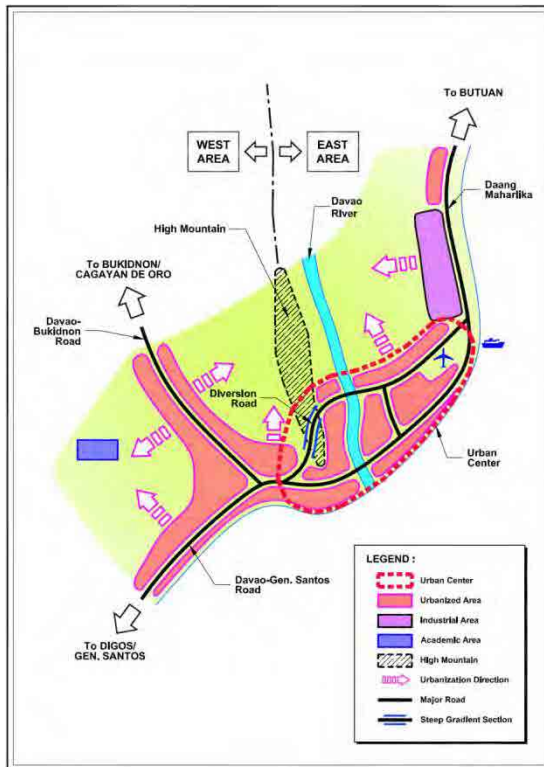 To BUTUAN
WEST
AREA
EAST
AREA
Daang
Maharlika
Davao
River
High Mountain
To BUKIDNON/
CAGAYAN DE ORO
Davao-
Bukidnon
Road
Diversion
Road
Urban
Center
Davao-Gen. Santos
Road
To DIGOS/
GEN. SANTOS
LEGEND :
Urban Center
Urbanized Area
Industrial Area
Academic Area
High Mountain
Urbanization Direction
Major Road
Steep Gradient Section